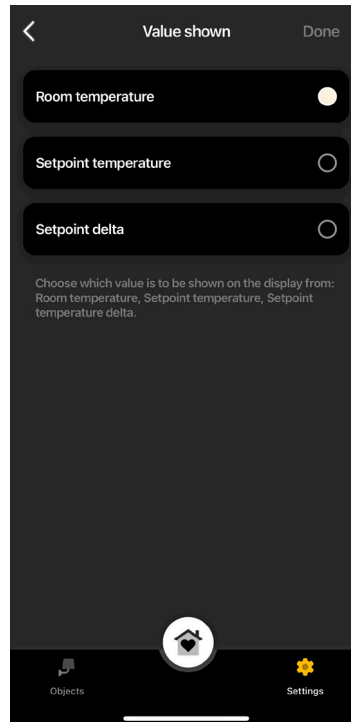 Value shown
Done
Room temperature
Setpoint temperature
Setpoint delta
Choose which value is to be shown on the display from:
Room temperature, Setpoint temperature, Setpoint
temperature delta.
Objects
Settings